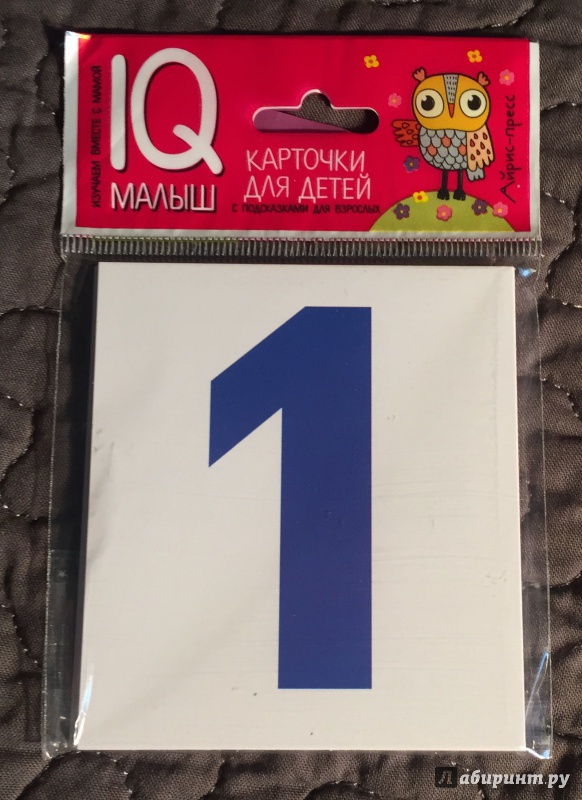 ИЗУЧАЕМ ВМЕСТЕ С МАМОЙ
IQ
МАЛЫШ
КАРТОЧКИ
ДЛЯ ДЕТЕЙ
С ПОДСКАЗКАМИ ДЛЯ ВЗРОСЛЫХ
Айрис-пресс
1
Лабиринт.ру